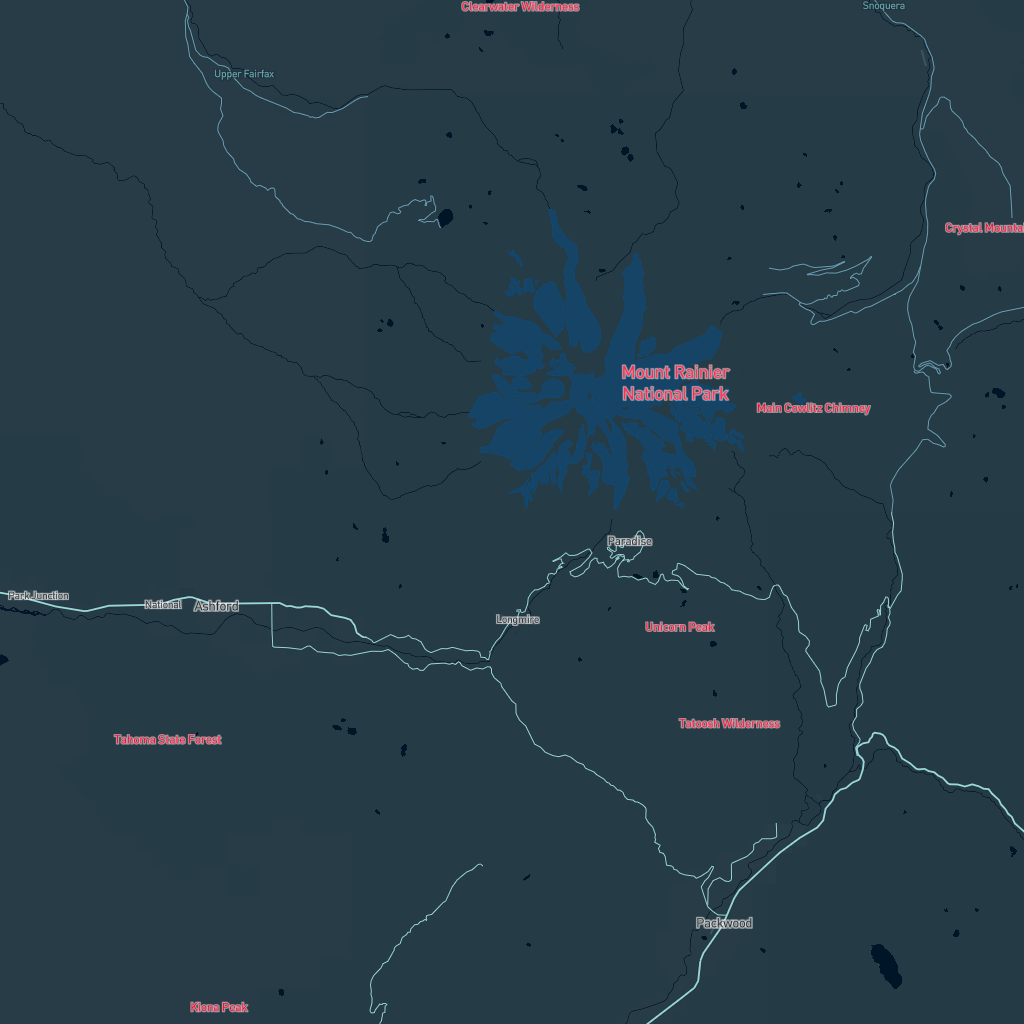 Clearwater Wilderness
Snoquera
Upper Fairfax
Crystal Mountai
Mount Rainier
National Park
Main Cowlitz Chimney
Paradise
Park Junction
National
Ashford
Longmire
Unicorn Peak
Tatoosh Wilderness
Tahoma State Forest
Packwood
Kiona Peak